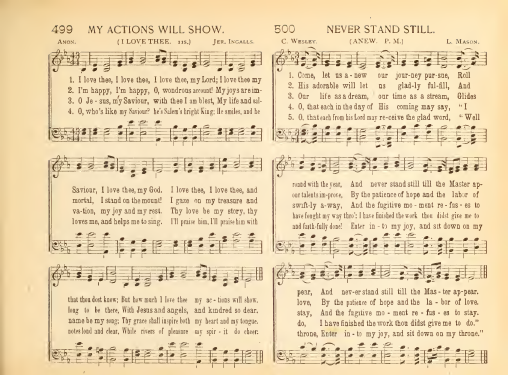 499 MY ACTIONS WILL SHOW.
Anon. (I LOVE THEE. 11s.) Jer. Ingalls.
1. I love thee, I love thee, I love thee, my Lord; I love thee my
2. I'm happy, I'm happy, O, wondrous account! My joys are im-
3. O Je - sus, my Saviour, with thee I am blest, My life and sal-
4. O, who's like my Saviour? he's Salem's bright King; He smiles, and he
Saviour, I love thee, my God. I love thee, I love thee, and
mortal, I stand on the mount! I gaze on my treasure and
va-tion, my joy and my rest. Thy love be my story, thy
loves me, and helps me to sing. I'll praise him, I'll praise him with
that thou dost know; But how much I love thee my ac - tions will show.
long to be there, With Jesus and angels, and kindred so dear.
name be my song; Thy grace shall inspire both my heart and my tongue.
notes loud and clear, While rivers of pleasure my spir - it do cheer.
500 NEVER STAND STILL.
C. Wesley. (ANEW. P. M.) L. Mason.
1. Come, let us a - new our jour-ney pur-sue, Roll
2. His adorable will let us glad-ly ful-fill, And
3. Our life as a dream, our time as a stream, Glides
4. O, that each in the day of His coming may say, "I
5. O, that each from his Lord may re-ceive the glad word, "Well
round with the year, And never stand still till the Master ap-
our talents im-prove, By the patience of hope and the labor of
swift-ly a-way, And the fugitive mo - ment re - fus - es to
have fought my way thro'; I have finished the work thou didst give me to
and faith-fully done! Enter in - to my joy, and sit down on my
pear, And nev-er stand still till the Mas - ter ap-pear.
love, By the patience of hope and the la - bor of love.
stay, And the fugitive mo - ment re - fus - es to stay.
do, I have finished the work thou didst give me to do."
throne, Enter in - to my joy, and sit down on my throne."